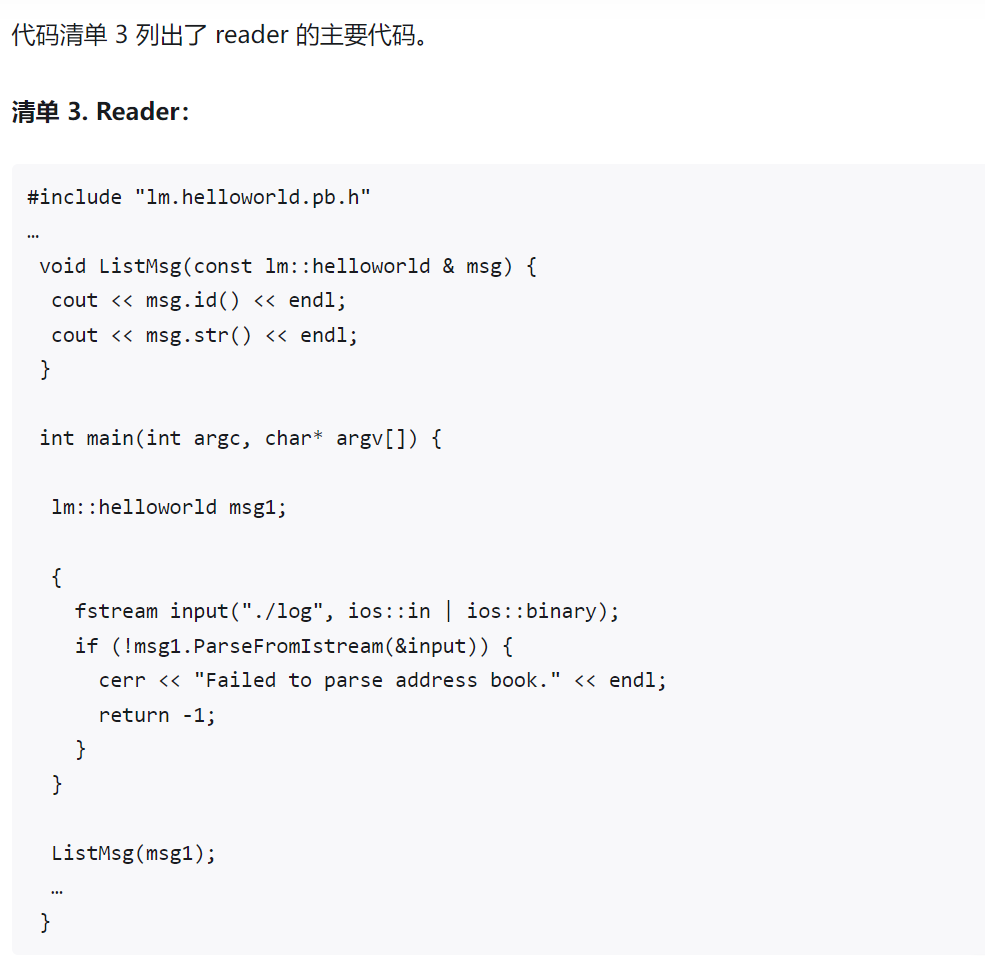 代码清单 3 列出了 reader 的主要代码。
清单 3. Reader：
#include "lm.helloworld.pb.h"
…
 void ListMsg(const lm::helloworld & msg) {
  cout << msg.id() << endl;
  cout << msg.str() << endl;
 }
 int main(int argc, char* argv[]) {
  lm::helloworld msg1;
  {
    fstream input("./log", ios::in | ios::binary);
    if (!msg1.ParseFromIstream(&input)) {
      cerr << "Failed to parse address book." << endl;
      return -1;
    }
  }
  ListMsg(msg1);
  …
 }